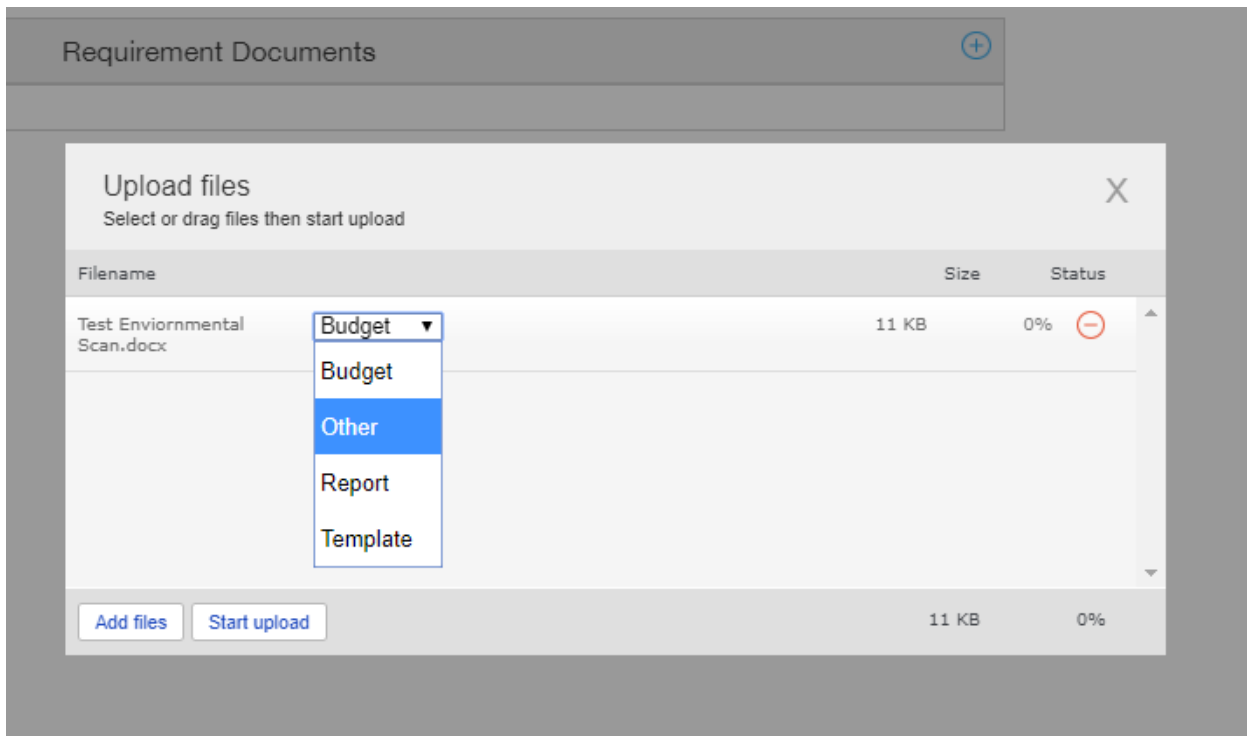 Requirement Documents
Upload files
X
Select or drag files then start upload
Filename Size Status
Test Enviornmental
Scan.docx
Budget 11 KB 0%
Budget
Other
Report
Template
Add files Start upload 11 KB 0%